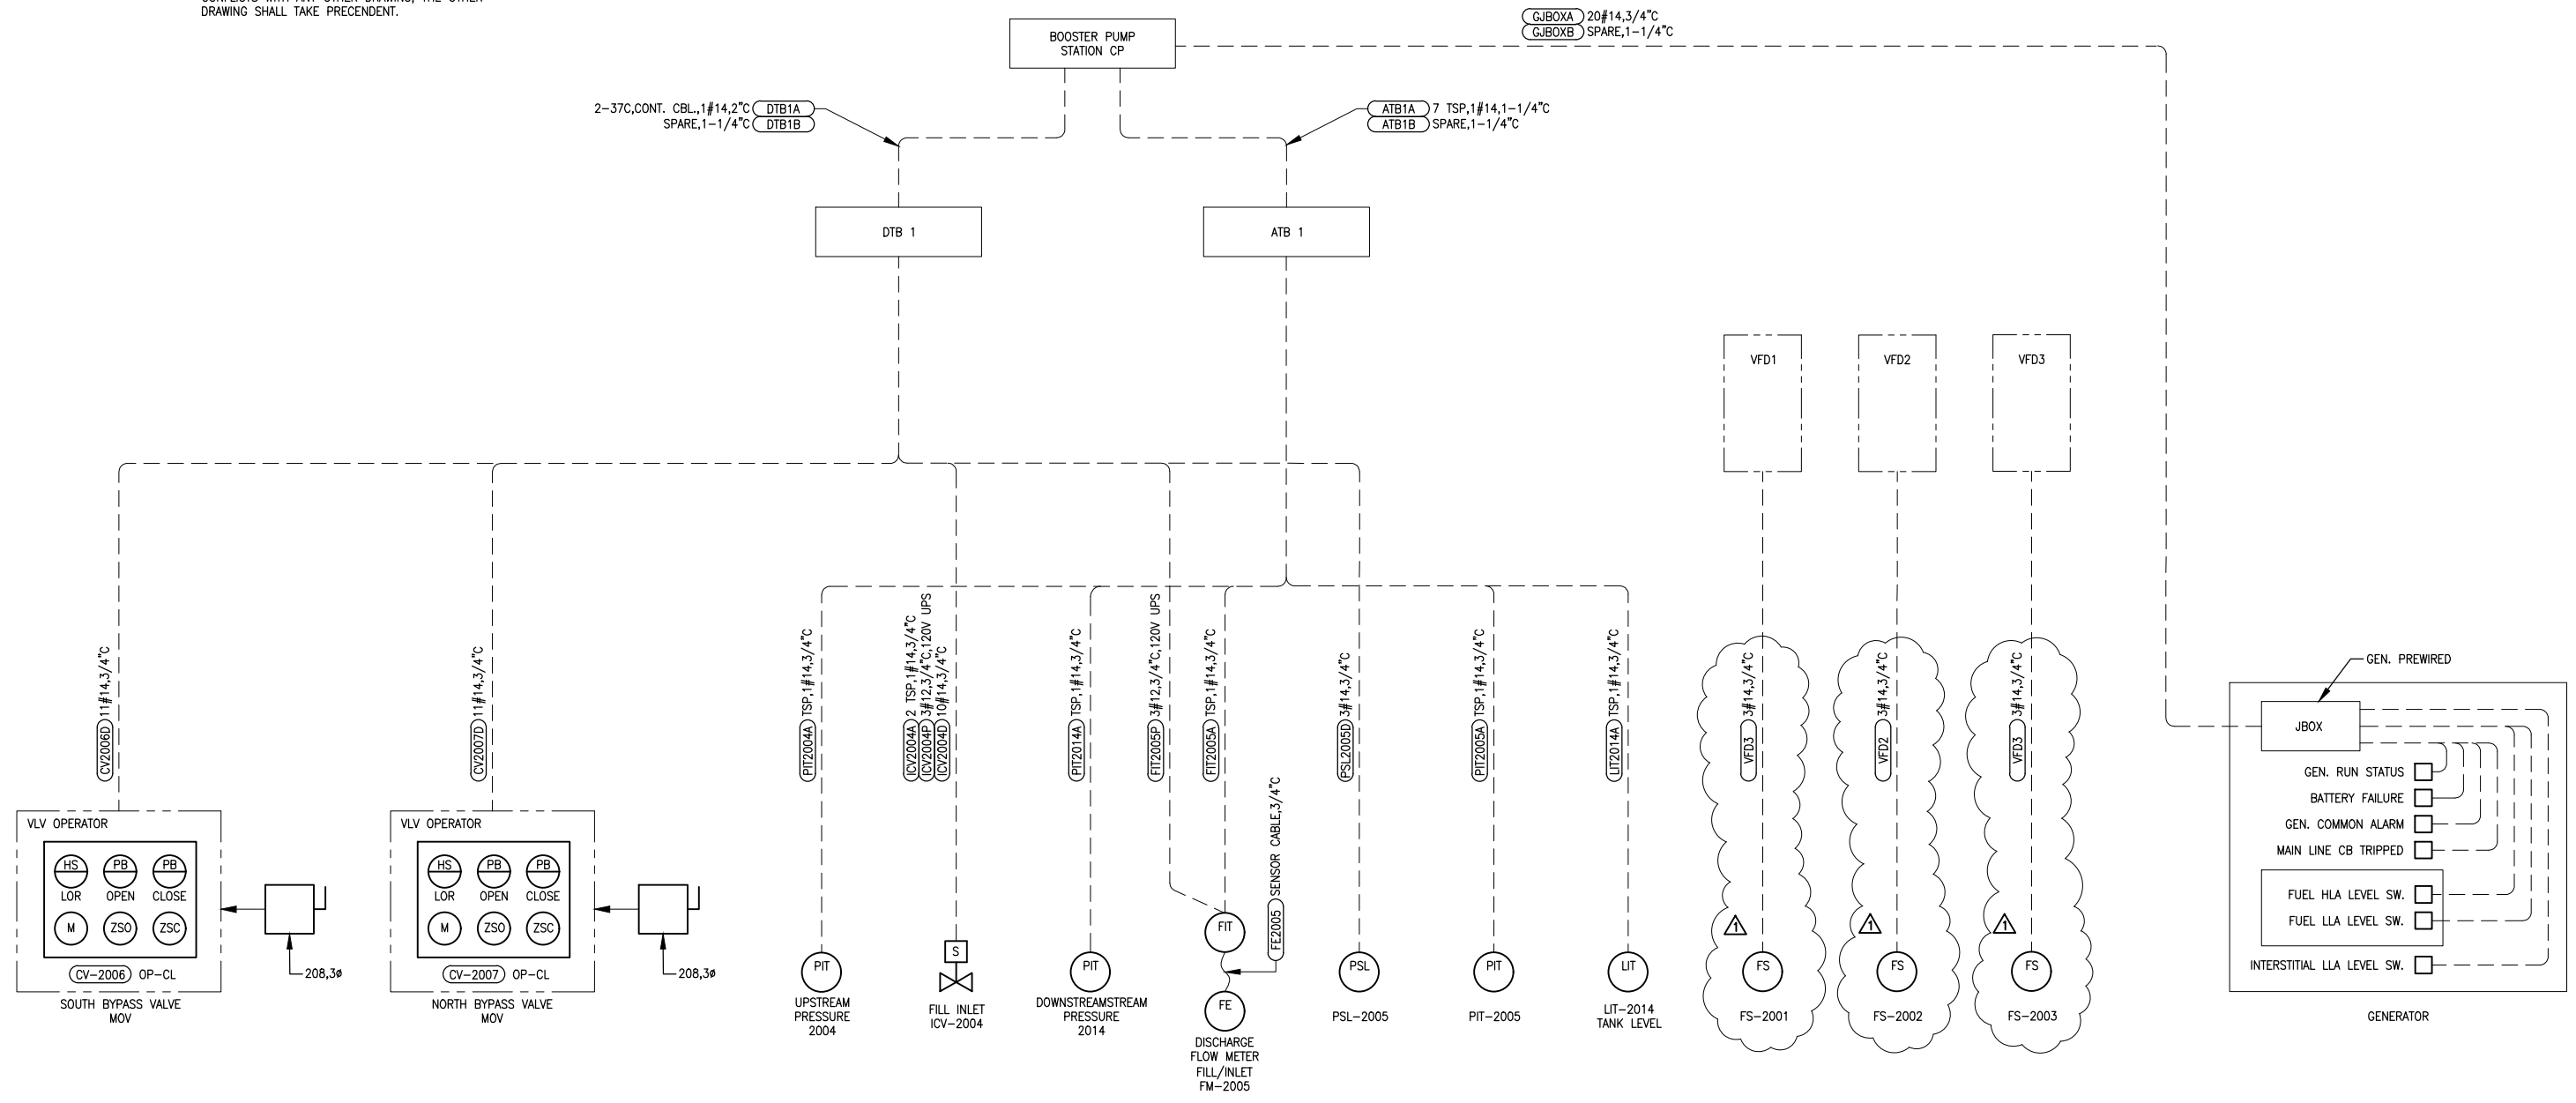 DRAWING SHALL TAKE PRECENDENT.
BOOSTER PUMP
STATION CP
GJBOXA 20#14,3/4"C
GJBOXB SPARE,1-1/4"C
2-37C,CONT. CBL.,1#14,2"C DTB1A
SPARE,1-1/4"C DTB1B
ATB1A 7 TSP,1#14,1-1/4"C
ATB1B SPARE,1-1/4"C
DTB 1
ATB 1
VFD1
VFD2
VFD3
CV2006D 11#14,3/4"C
CV2007D 11#14,3/4"C
PIT2004A TSP,1#14,3/4"C
ICV2004A 2 TSP,1#14,3/4"C
ICV2004P 3#12,3/4"C,120V UPS
ICV2004D 10#14,3/4"C
PIT2014A TSP,1#14,3/4"C
FIT2005P 3#12,3/4"C,120V UPS
FIT2005A TSP,1#14,3/4"C
FE2005 SENSOR CABLE,3/4"C
PSL2005D 3#14,3/4"C
PIT2005A TSP,1#14,3/4"C
LIT2014A TSP,1#14,3/4"C
VFD3 3#14,3/4"C
VFD2 3#14,3/4"C
VFD3 3#14,3/4"C
VLV OPERATOR
HS PB PB
LOR OPEN CLOSE
M ZSO ZSC
CV-2006 OP-CL
208,3ø
SOUTH BYPASS VALVE
MOV
VLV OPERATOR
HS PB PB
LOR OPEN CLOSE
M ZSO ZSC
CV-2007 OP-CL
208,3ø
NORTH BYPASS VALVE
MOV
PIT
UPSTREAM
PRESSURE
2004
S
FILL INLET
ICV-2004
PIT
DOWNSTREAMSTREAM
PRESSURE
2014
FIT
FE
DISCHARGE
FLOW METER
FILL/INLET
FM-2005
PSL
PSL-2005
PIT
PIT-2005
LIT
LIT-2014
TANK LEVEL
1
FS
FS-2001
1
FS
FS-2002
1
FS
FS-2003
GEN. PREWIRED
JBOX
GEN. RUN STATUS
BATTERY FAILURE
GEN. COMMON ALARM
MAIN LINE CB TRIPPED
FUEL HLA LEVEL SW.
FUEL LLA LEVEL SW.
INTERSTITIAL LLA LEVEL SW.
GENERATOR